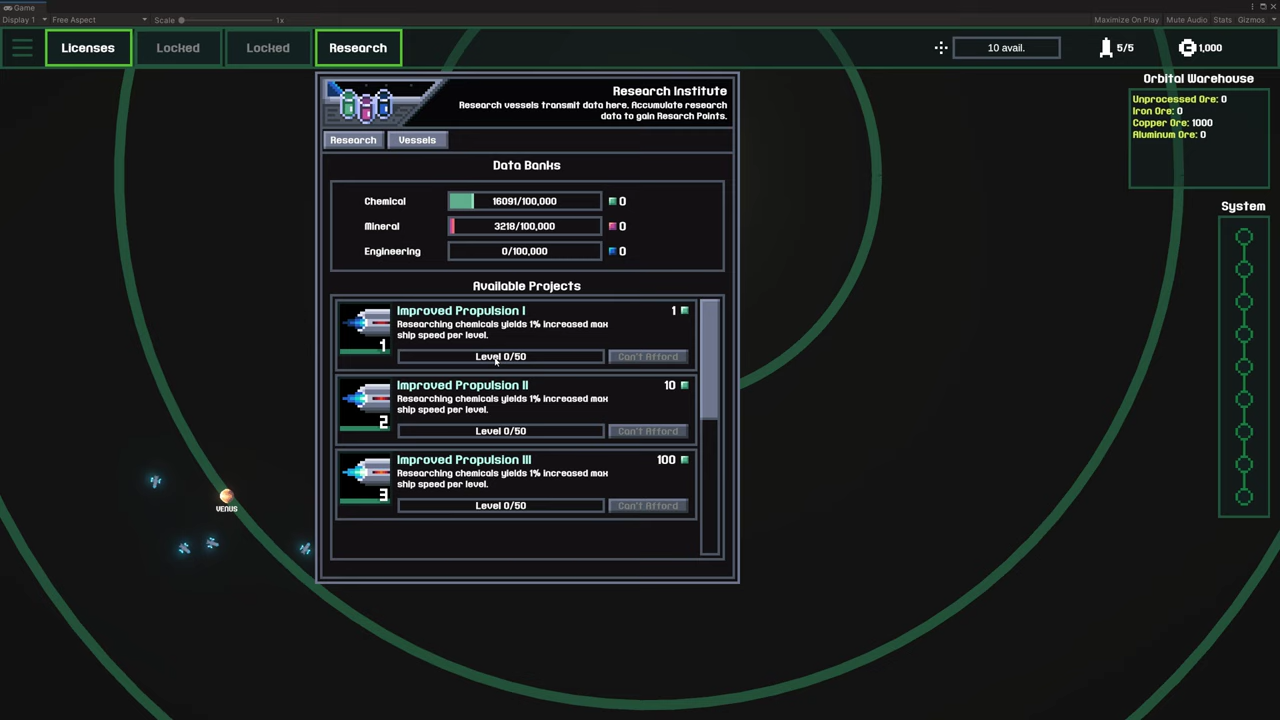 Game
Display 1
Free Aspect
Scale
1x
Maximize On Play
Mute Audio
Stats
Gizmos
Licenses
Locked
Locked
Research
10 avail.
5/5
1,000
Research Institute
Research vessels transmit data here. Accumulate research
data to gain Resarch Points.
Research
Vessels
Data Banks
Chemical
16091/100,000
0
Mineral
3218/100,000
0
Engineering
0/100,000
0
Available Projects
Improved Propulsion I
1
Researching chemicals yields 1% increased max
ship speed per level.
1
Level 0/50
Can't Afford
Improved Propulsion II
10
Researching chemicals yields 1% increased max
ship speed per level.
2
Level 0/50
Can't Afford
Improved Propulsion III
100
Researching chemicals yields 1% increased max
ship speed per level.
3
Level 0/50
Can't Afford
Orbital Warehouse
Unprocessed Ore: 0
Iron Ore: 0
Copper Ore: 1000
Aluminum Ore: 0
System
VENUS